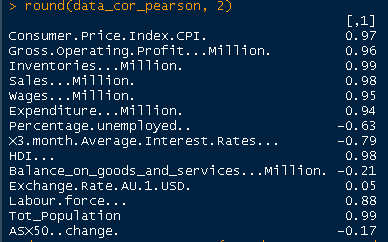 > round(data_cor_pearson, 2)
[,1]
Consumer.Price.Index.CPI. 0.97
Gross.Operating.Profit...Million. 0.96
Inventories...Million. 0.99
Sales...Million. 0.98
Wages...Million. 0.95
Expenditure...Million. 0.94
Percentage.unemployed.. -0.63
X3.month.Average.Interest.Rates... -0.79
HDI... 0.98
Balance_on_goods_and_services...Million. -0.21
Exchange.Rate.AU.1.USD. 0.05
Labour.force... 0.88
Tot_Population 0.99
ASX50..change. -0.17